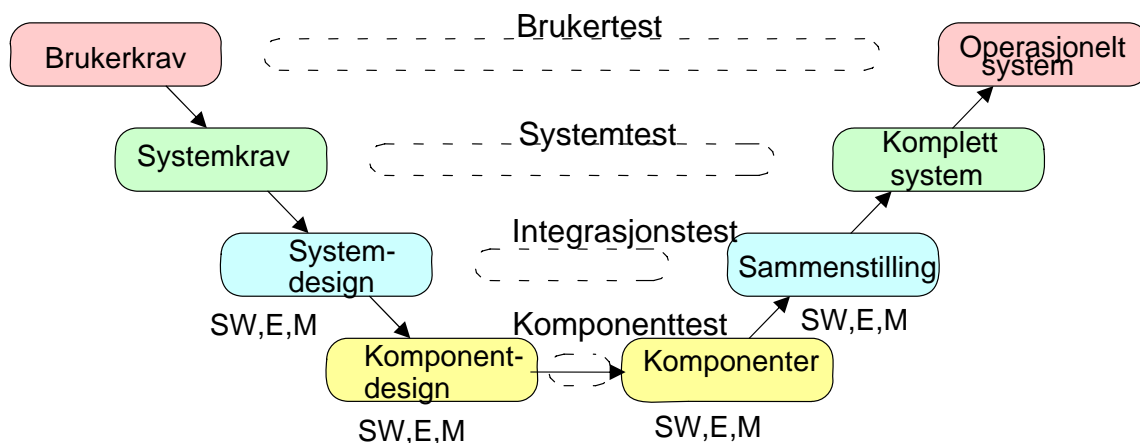 Brukertest
Brukerkrav
Operasjonelt
system
Systemtest
Systemkrav
Komplett
system
Integrasjonstest
System-
design
Sammenstilling
SW,E,M
SW,E,M
Komponenttest
Komponent-
design
Komponenter
SW,E,M
SW,E,M